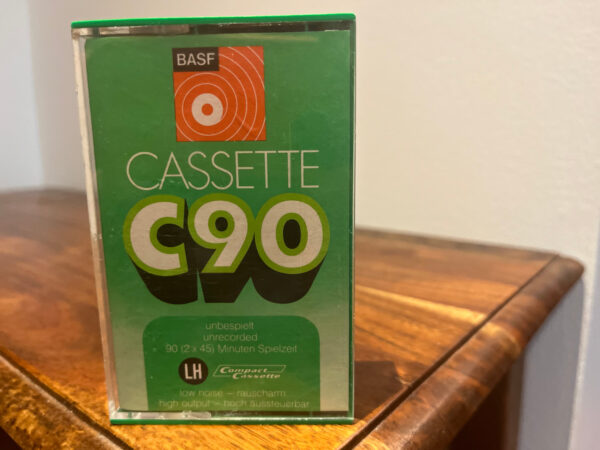 BASF
CASSETTE
C90
unbespielt
unrecorded
90 (2 x 45) Minuten Spielzeit
LH Compact
Cassette
low noise – rauscharm
high output – hoch aussteuerbar